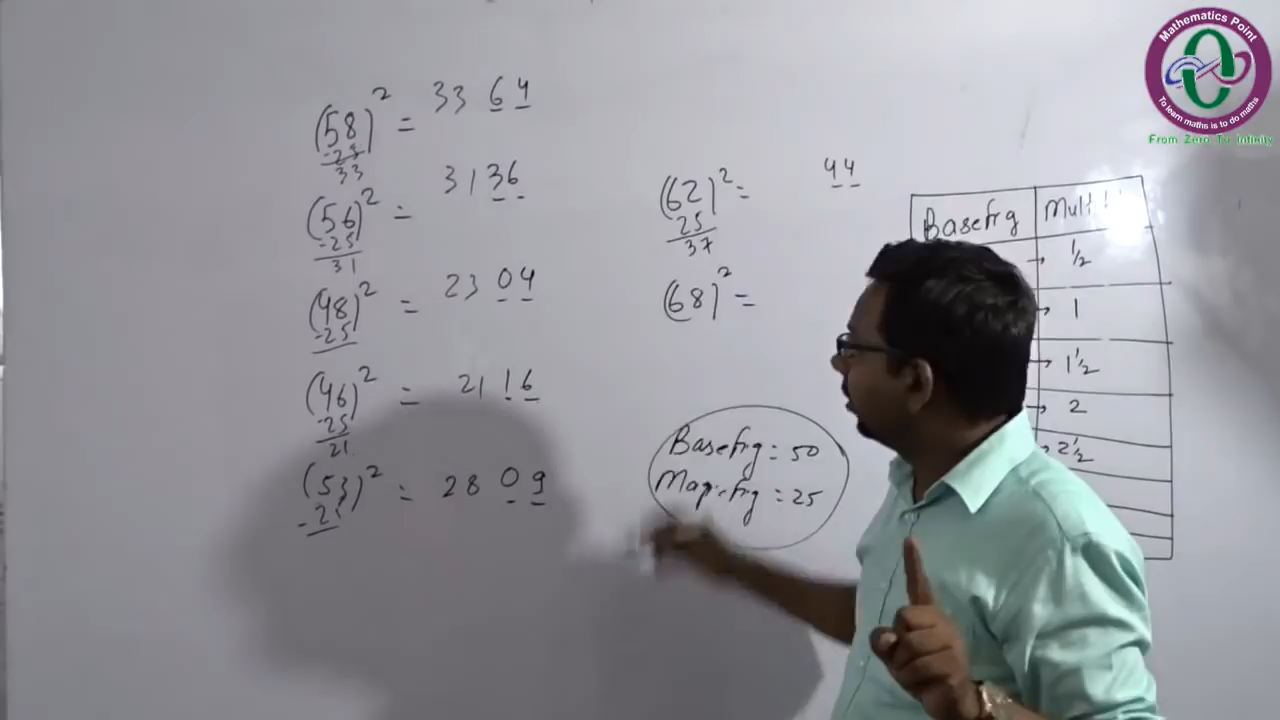 Mathematics Point
To learn maths is to do maths
From Zero To Infinity
(58)² = 33 64
-25
33
(56)² = 3136
-25
31
(48)² = 23 04
-25
(46)² = 21 16
-25
21
(53)² = 28 09
(62)² = 44
25
37
(68)² =
Basefig = 50
Magicfig = 25
Basefig
→ 1/2
→ 1
→ 1 1/2
→ 2
→ 2 1/2